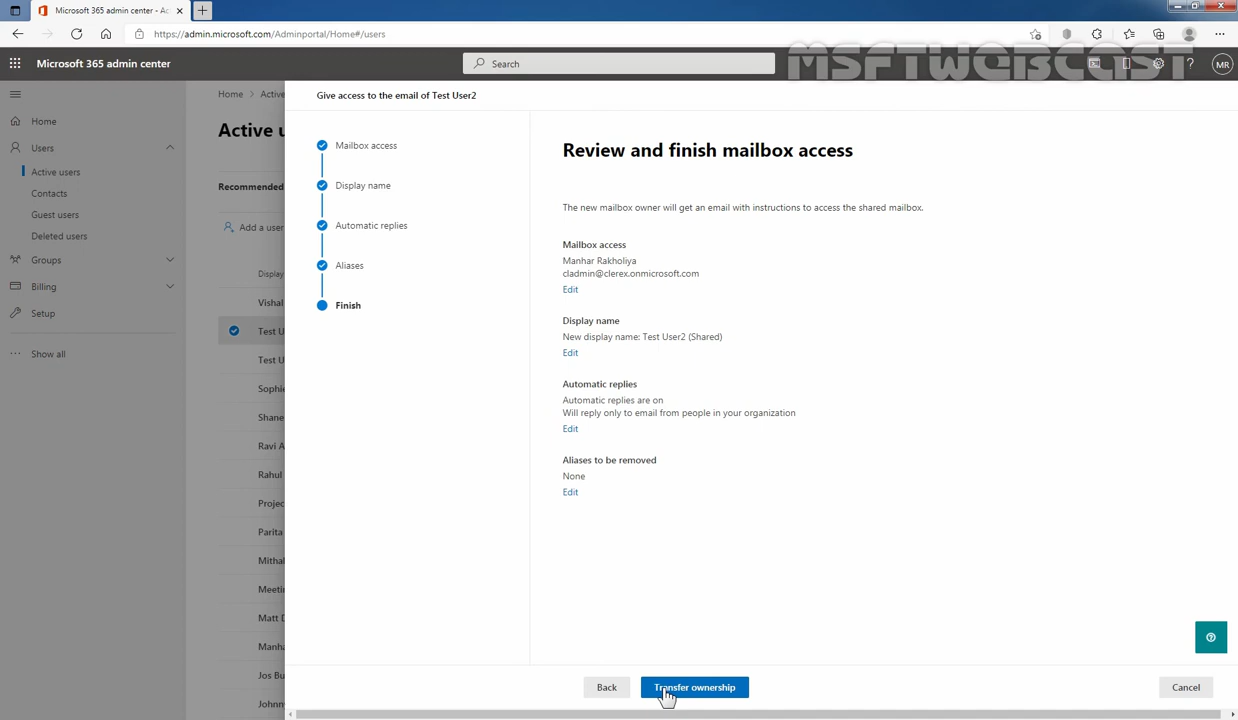 Microsoft 365 admin center - Ac
https://admin.microsoft.com/Adminportal/Home#/users
Microsoft 365 admin center
Search
MSFTWEBCAST
MR
Home
Users
Active users
Contacts
Guest users
Deleted users
Groups
Billing
Setup
Show all
Home > Active
Active u
Recommended
Add a user
Display
Vishal
Test U
Test U
Sophie
Shane
Ravi A
Rahul
Projec
Parita
Mithal
Meetin
Matt D
Manha
Jos Bu
Johnny
Give access to the email of Test User2
Mailbox access
Display name
Automatic replies
Aliases
Finish
Review and finish mailbox access
The new mailbox owner will get an email with instructions to access the shared mailbox.
Mailbox access
Manhar Rakholiya
cladmin@clerex.onmicrosoft.com
Edit
Display name
New display name: Test User2 (Shared)
Edit
Automatic replies
Automatic replies are on
Will reply only to email from people in your organization
Edit
Aliases to be removed
None
Edit
Back
Transfer ownership
Cancel